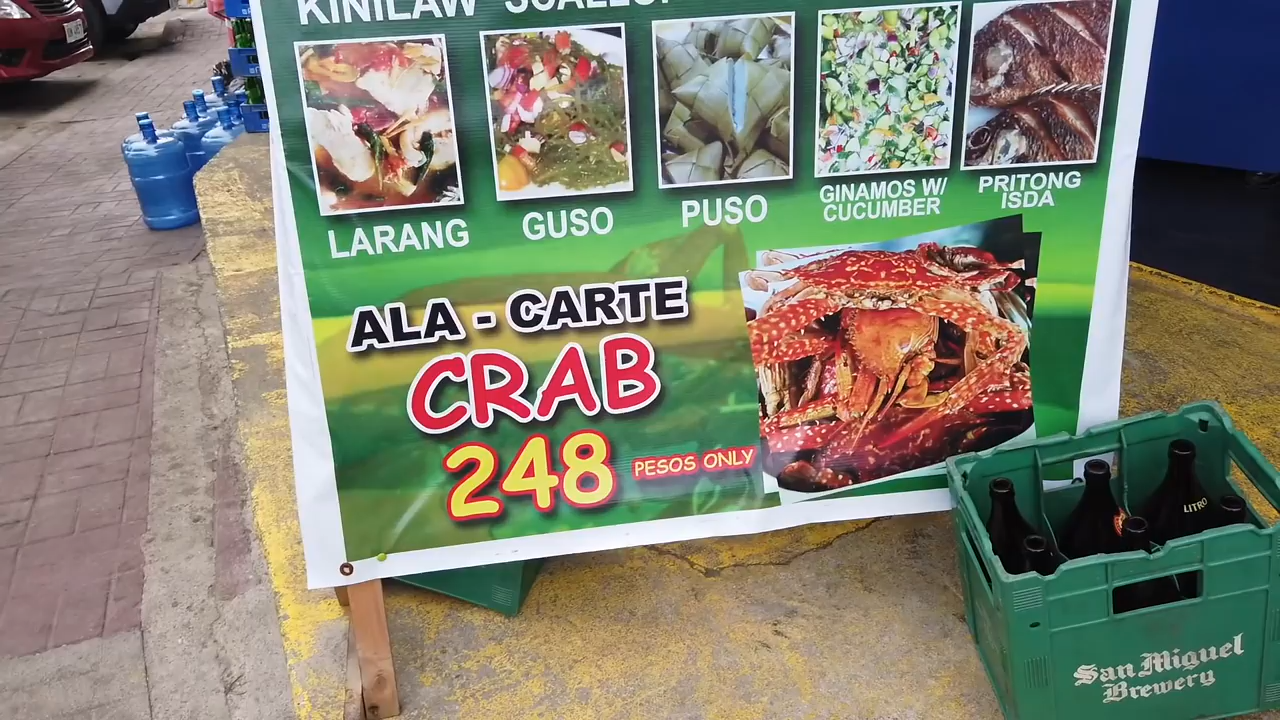 KINILAW
LARANG
GUSO
PUSO
GINAMOS W/
CUCUMBER
PRITONG
ISDA
ALA - CARTE
CRAB
248 PESOS ONLY
LITRO
San Miguel
Brewery